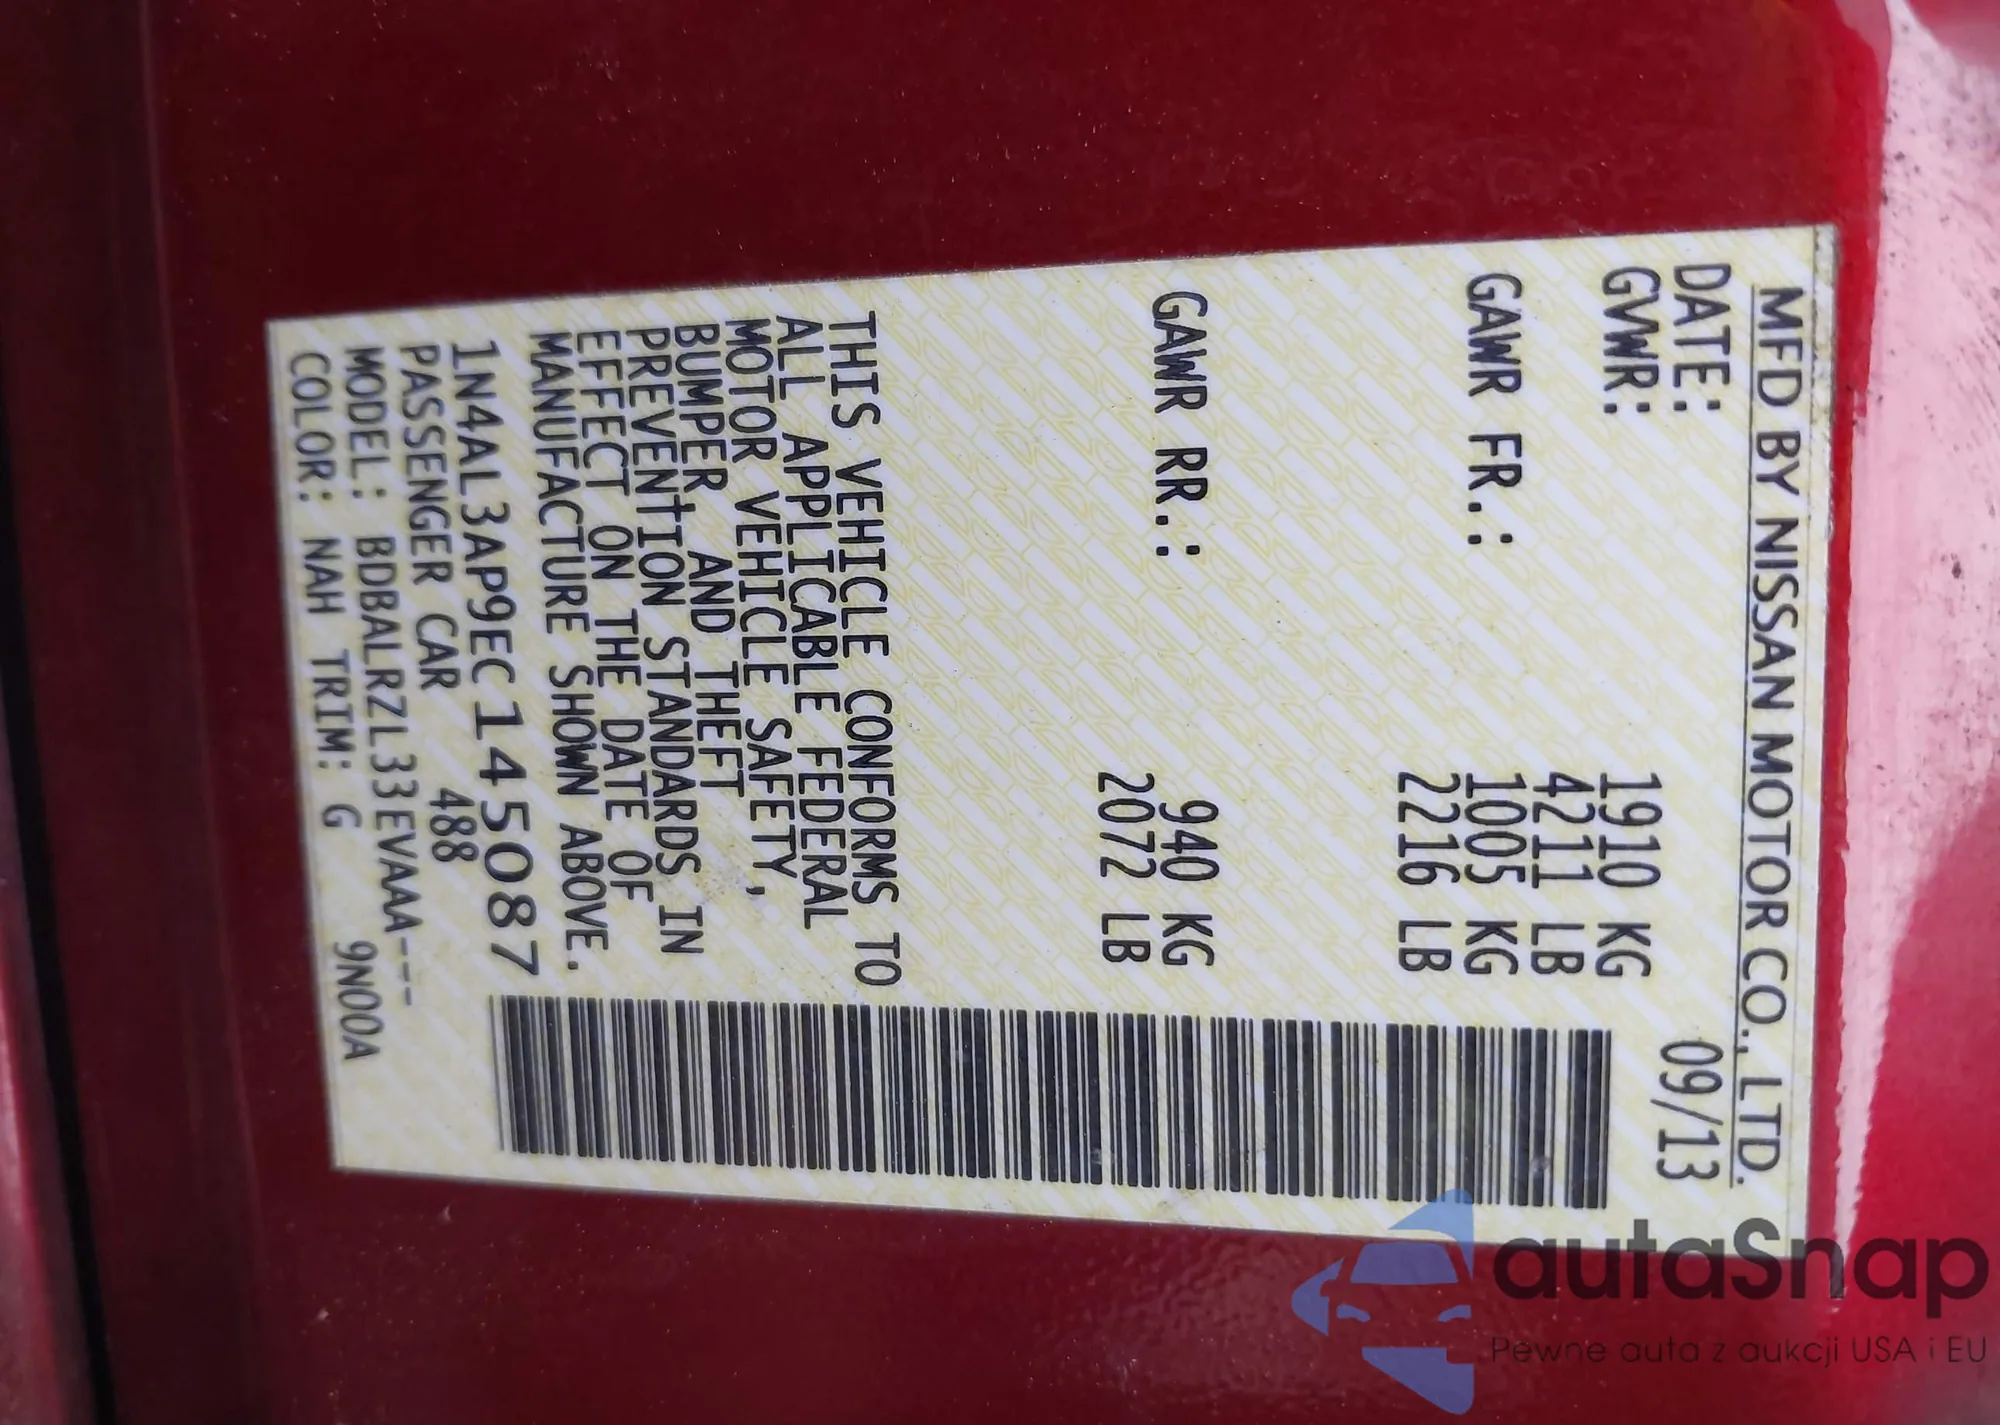 MFD BY NISSAN MOTOR CO., LTD.
DATE: 09/13
GVWR: 1910 KG
4211 LB
GAWR FR.: 1005 KG
2216 LB
GAWR RR.: 940 KG
2072 LB
THIS VEHICLE CONFORMS TO
ALL APPLICABLE FEDERAL
MOTOR VEHICLE SAFETY,
BUMPER, AND THEFT
PREVENTION STANDARDS IN
EFFECT ON THE DATE OF
MANUFACTURE SHOWN ABOVE.
1N4AL3AP9EC145087
PASSENGER CAR 488
MODEL: BDBALRZL33EVAAA---
COLOR: NAH TRIM: G 9N00A
autaSnap
Pewne auta z aukcji USA i EU